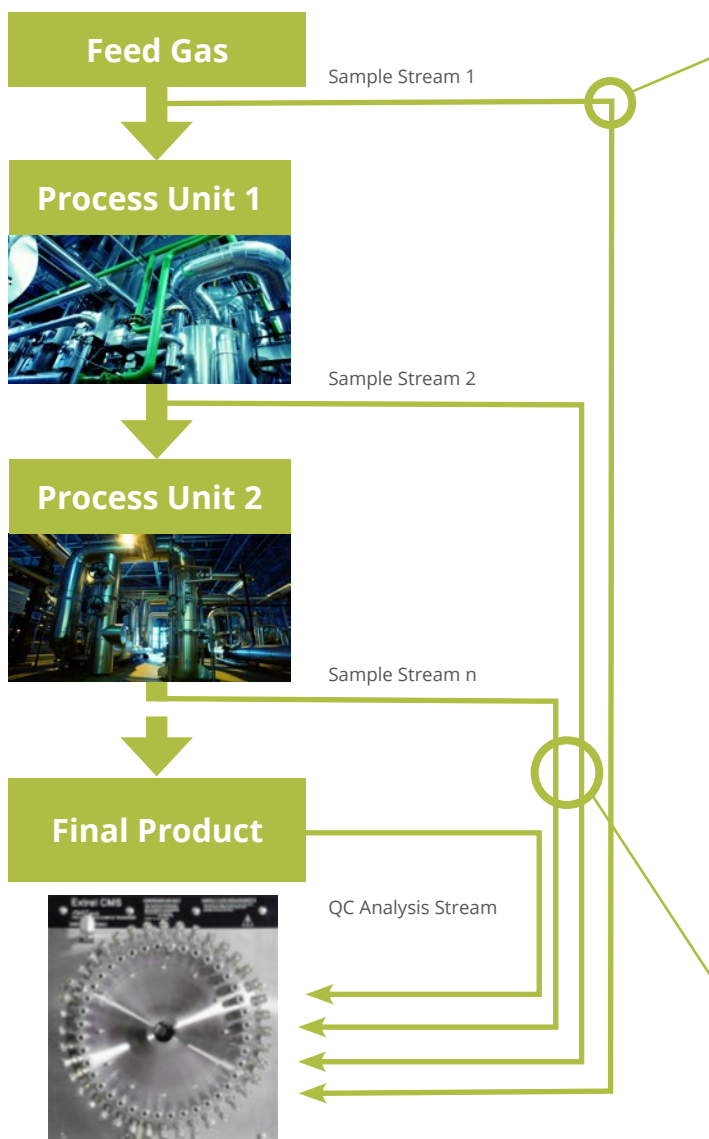 Feed Gas
Sample Stream 1
Process Unit 1
Sample Stream 2
Process Unit 2
Sample Stream n
Final Product
QC Analysis Stream
Extrel CMS